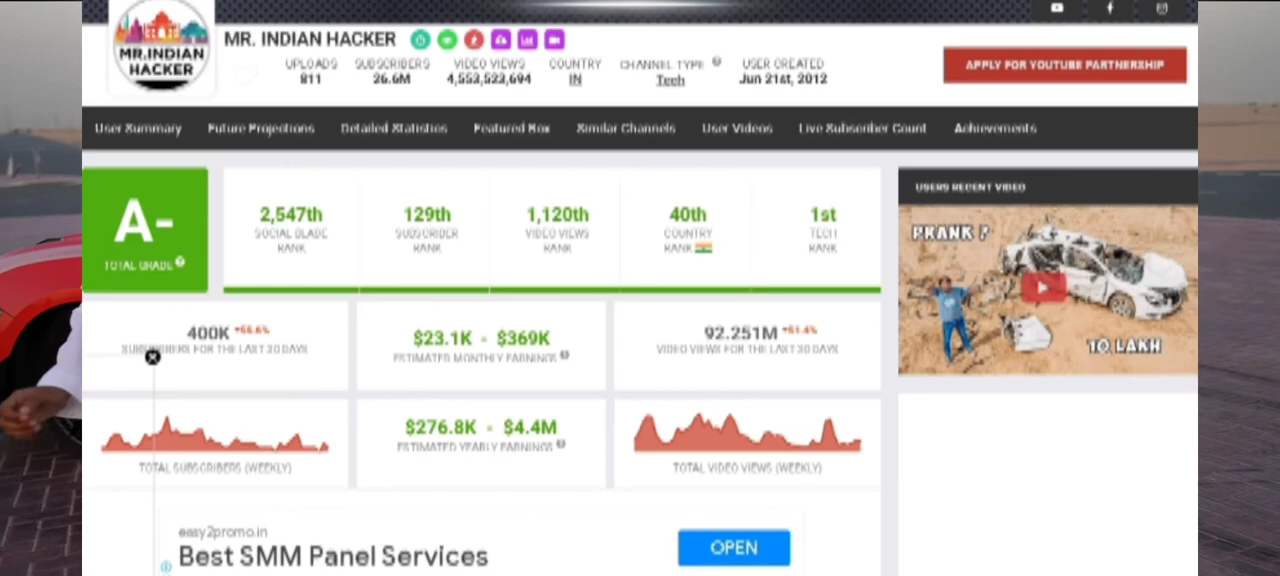 MR.INDIAN
HACKER
MR. INDIAN HACKER
UPLOADS
811
SUBSCRIBERS
26.6M
VIDEO VIEWS
4,553,523,694
COUNTRY
IN
CHANNEL TYPE
Tech
USER CREATED
Jun 21st, 2012
APPLY FOR YOUTUBE PARTNERSHIP
User Summary
Future Projections
Detailed Statistics
Featured Box
Similar Channels
User Videos
Live Subscriber Count
Achievements
A-
TOTAL GRADE
2,547th
SOCIAL BLADE
RANK
129th
SUBSCRIBER
RANK
1,120th
VIDEO VIEWS
RANK
40th
COUNTRY
RANK
1st
TECH
RANK
USERS RECENT VIDEO
PRANK ?
10 LAKH
400K
SUBSCRIBERS FOR THE LAST 30 DAYS
$23.1K - $369K
ESTIMATED MONTHLY EARNINGS
92.251M +51.4%
VIDEO VIEWS FOR THE LAST 30 DAYS
TOTAL SUBSCRIBERS (WEEKLY)
$276.8K - $4.4M
ESTIMATED YEARLY EARNINGS
TOTAL VIDEO VIEWS (WEEKLY)
easy2promo.in
Best SMM Panel Services
OPEN